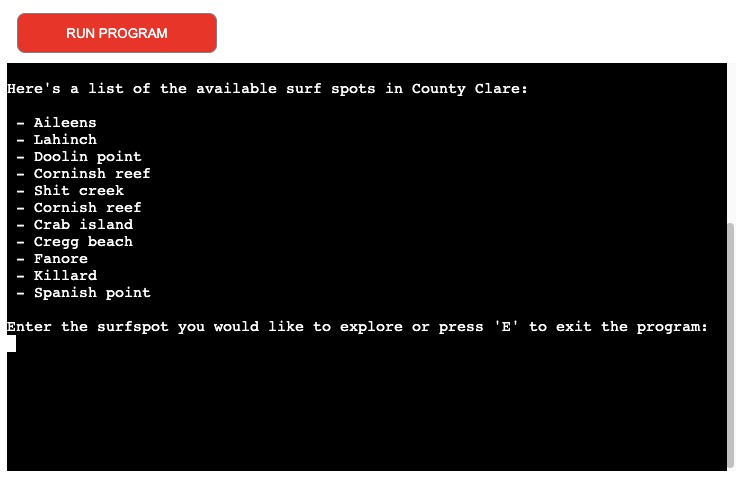 RUN PROGRAM
Here's a list of the available surf spots in County Clare:
- Aileens
- Lahinch
- Doolin point
- Corninsh reef
- Shit creek
- Cornish reef
- Crab island
- Cregg beach
- Fanore
- Killard
- Spanish point
Enter the surfspot you would like to explore or press 'E' to exit the program: